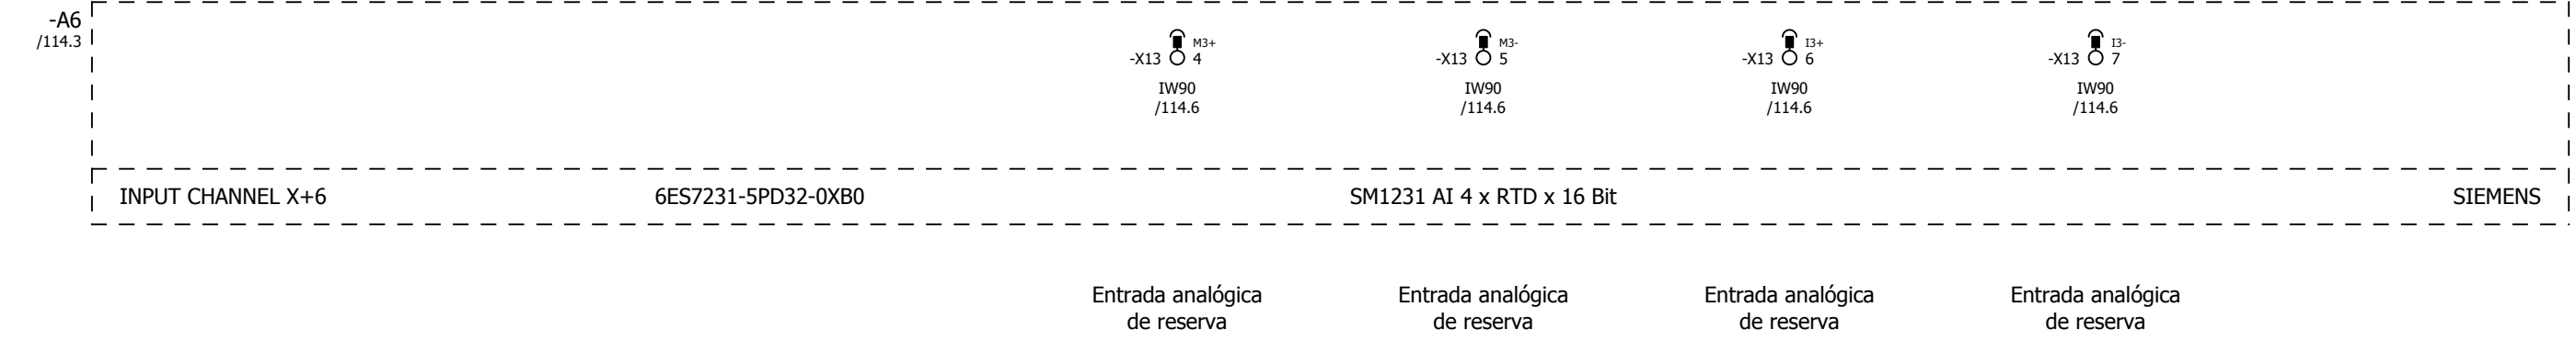 -A6
/114.3
M3+
-X13 4
IW90
/114.6
M3-
-X13 5
IW90
/114.6
I3+
-X13 6
IW90
/114.6
I3-
-X13 7
IW90
/114.6
INPUT CHANNEL X+6 6ES7231-5PD32-0XB0 SM1231 AI 4 x RTD x 16 Bit SIEMENS
Entrada analógica
de reserva
Entrada analógica
de reserva
Entrada analógica
de reserva
Entrada analógica
de reserva